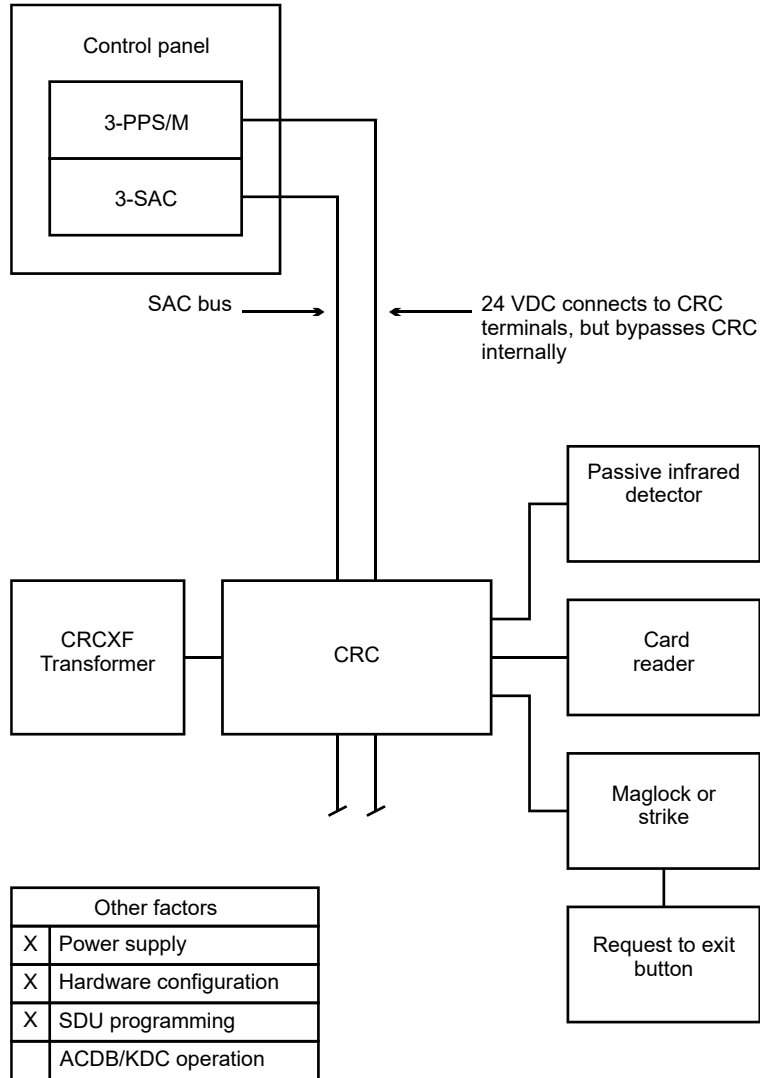 Control panel
3-PPS/M
3-SAC
SAC bus
24 VDC connects to CRC
terminals, but bypasses CRC
internally
Passive infrared
detector
CRCXF
Transformer
CRC
Card
reader
Maglock or
strike
Request to exit
button
Other factors
X Power supply
X Hardware configuration
X SDU programming
ACDB/KDC operation